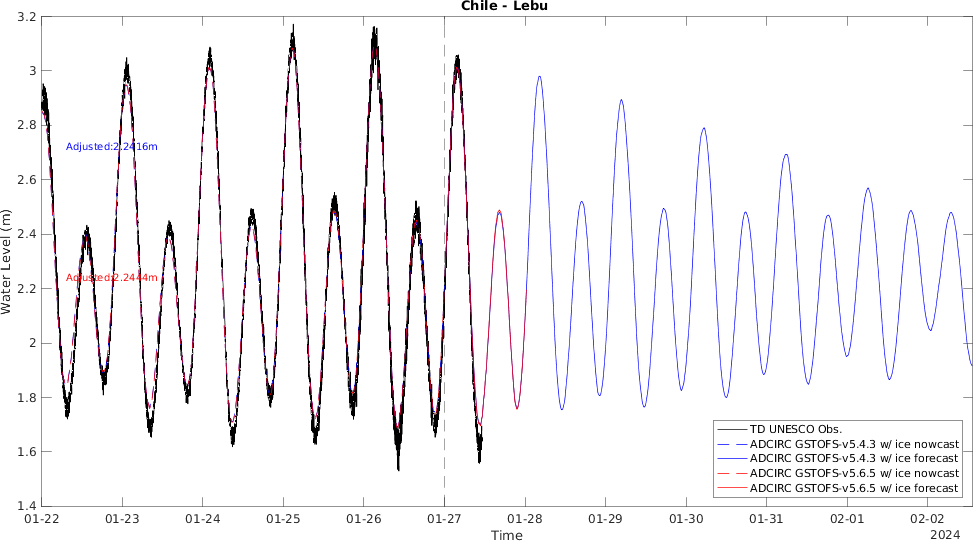 Chile - Lebu
3.2
3
2.8
2.6
2.4
2.2
2
1.8
1.6
1.4
Water Level (m)
Adjusted:2.2416m
Adjusted:2.2444m
TD UNESCO Obs.
ADCIRC GSTOFS-v5.4.3 w/ ice nowcast
ADCIRC GSTOFS-v5.4.3 w/ ice forecast
ADCIRC GSTOFS-v5.6.5 w/ ice nowcast
ADCIRC GSTOFS-v5.6.5 w/ ice forecast
01-22 01-23 01-24 01-25 01-26 01-27 01-28 01-29 01-30 01-31 02-01 02-02
Time
2024